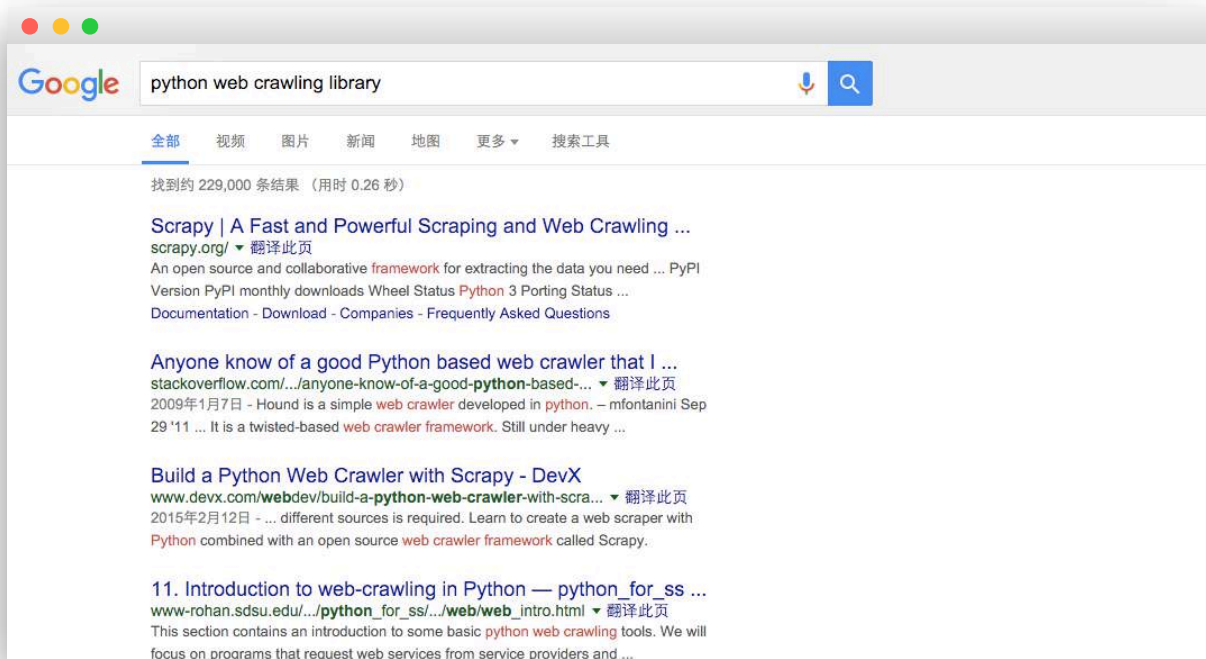 Google
python web crawling library
全部 视频 图片 新闻 地图 更多 搜索工具
找到约 229,000 条结果 （用时 0.26 秒）
Scrapy | A Fast and Powerful Scraping and Web Crawling ...
scrapy.org/ 翻译此页
An open source and collaborative framework for extracting the data you need ... PyPI
Version PyPI monthly downloads Wheel Status Python 3 Porting Status ...
Documentation - Download - Companies - Frequently Asked Questions
Anyone know of a good Python based web crawler that I ...
stackoverflow.com/.../anyone-know-of-a-good-python-based-... 翻译此页
2009年1月7日 - Hound is a simple web crawler developed in python. – mfontanini Sep
29 '11 ... It is a twisted-based web crawler framework. Still under heavy ...
Build a Python Web Crawler with Scrapy - DevX
www.devx.com/webdev/build-a-python-web-crawler-with-scra... 翻译此页
2015年2月12日 - ... different sources is required. Learn to create a web scraper with
Python combined with an open source web crawler framework called Scrapy.
11. Introduction to web-crawling in Python — python_for_ss ...
www-rohan.sdsu.edu/.../python_for_ss/.../web/web_intro.html 翻译此页
This section contains an introduction to some basic python web crawling tools. We will
focus on programs that request web services from service providers and ...